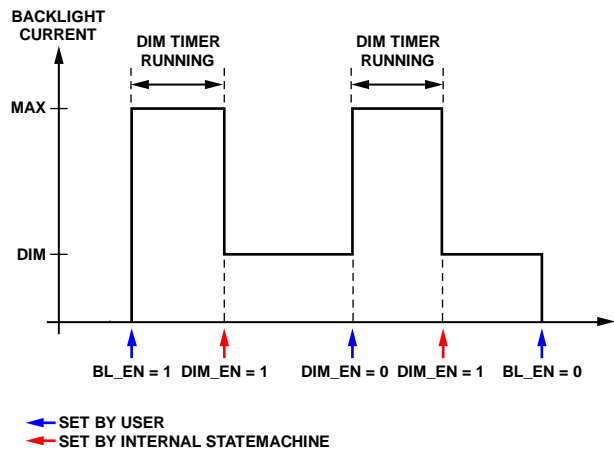 BACKLIGHT
CURRENT
DIM TIMER
RUNNING
DIM TIMER
RUNNING
MAX
DIM
BL_EN = 1 DIM_EN = 1 DIM_EN = 0 DIM_EN = 1 BL_EN = 0
SET BY USER
SET BY INTERNAL STATEMACHINE